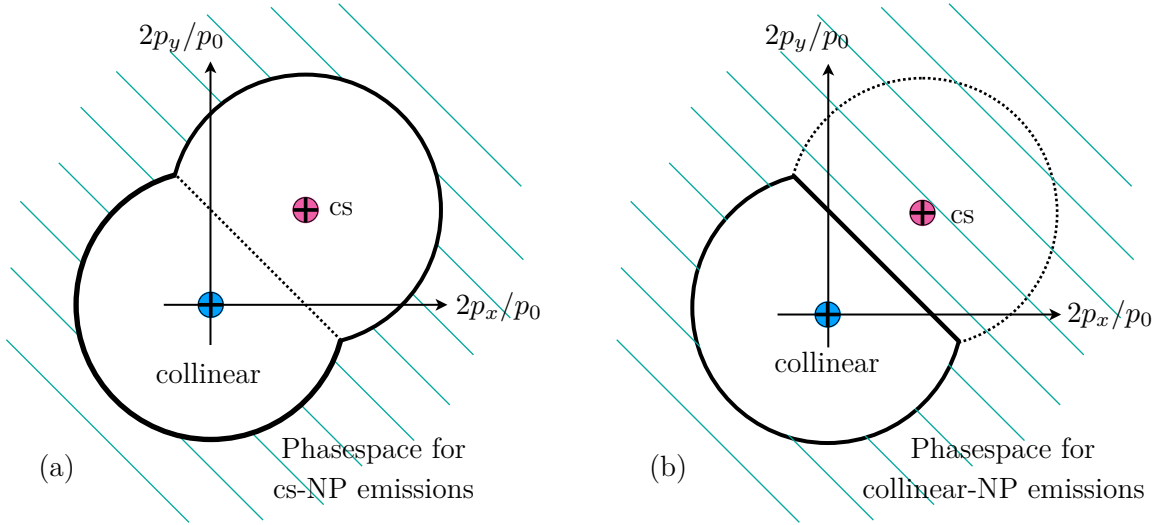 2p_y/p_0
cs
2p_x/p_0
collinear
Phasespace for
cs-NP emissions
(a)
2p_y/p_0
cs
2p_x/p_0
collinear
Phasespace for
collinear-NP emissions
(b)